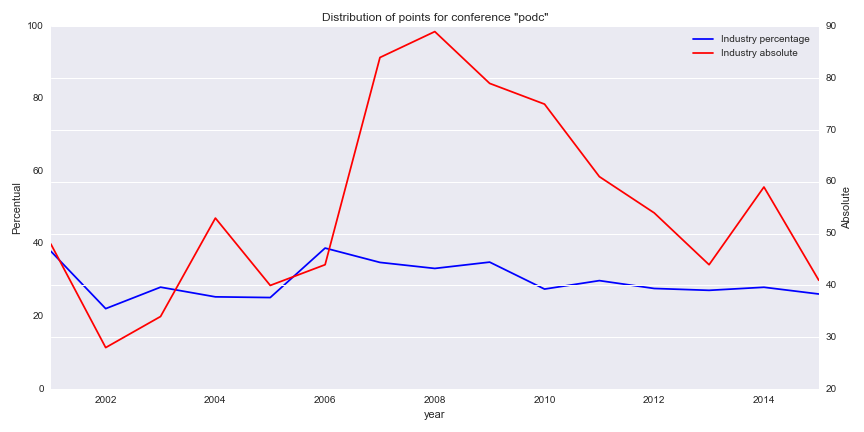 Distribution of points for conference "podc"
Industry percentage
Industry absolute
Percentual
100
80
60
40
20
0
Absolute
90
80
70
60
50
40
30
20
2002 2004 2006 2008 2010 2012 2014
year